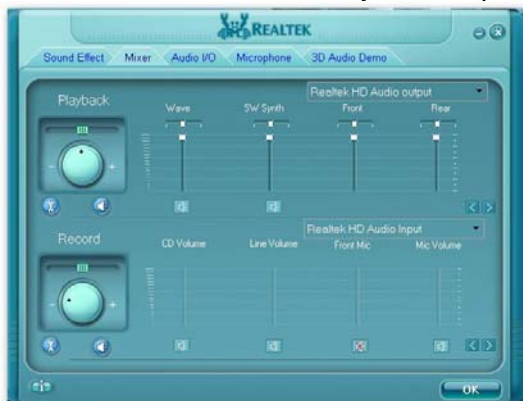 REALTEK
Sound Effect Mixer Audio I/O Microphone 3D Audio Demo
Realtek HD Audio output
Playback
Wave SW Synth Front Rear
Realtek HD Audio Input
Record
CD Volume Line Volume Front Mic Mic Volume
OK